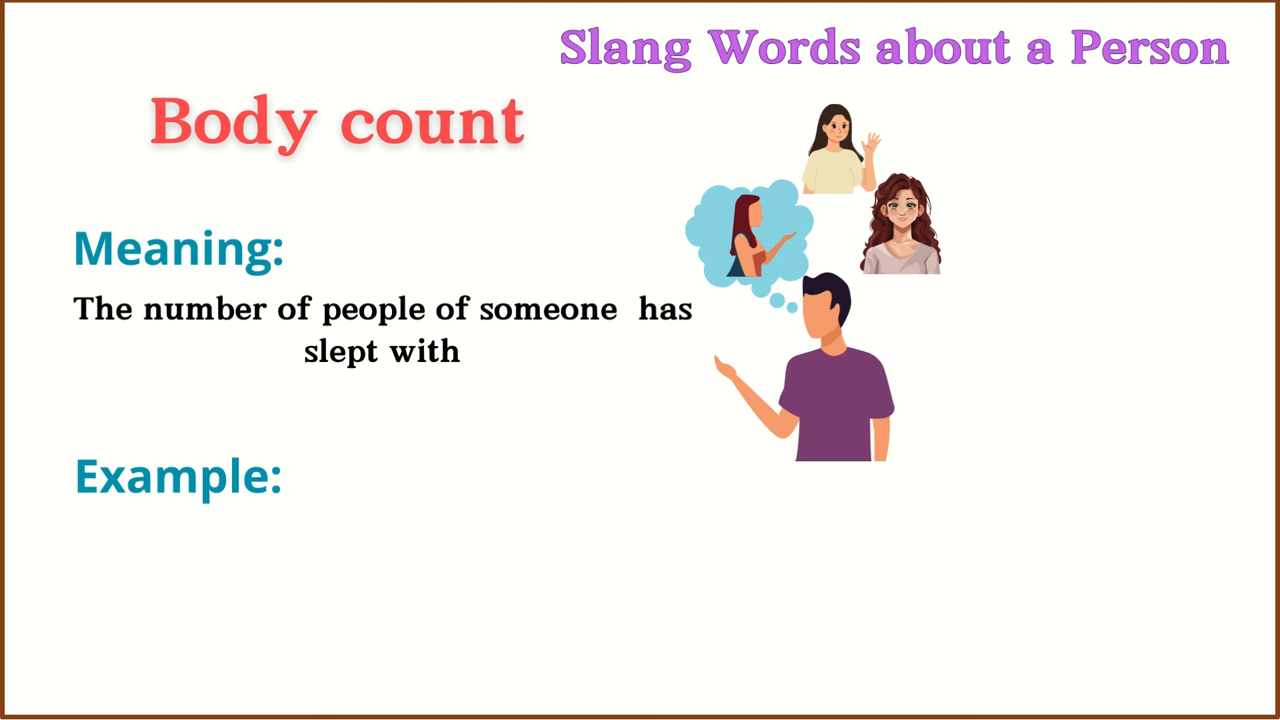 Slang Words about a Person
Body count
Meaning:
The number of people of someone has
slept with
Example: